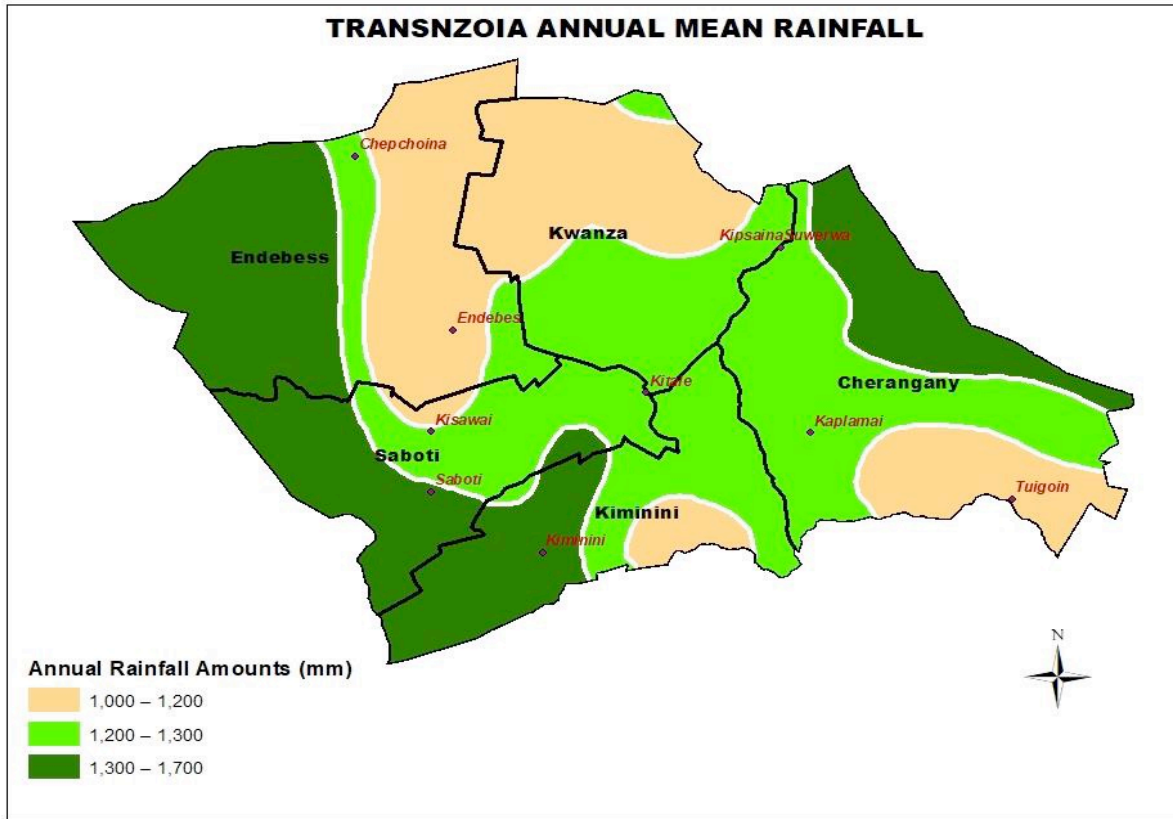 TRANSNZOIA ANNUAL MEAN RAINFALL
Chepchoina
Kwanza
KipsainaSuwerwa
Endebess
Endebes
Kitale
Cherangany
Kisawai
Kaplamai
Saboti
Saboti
Tuigoin
Kiminini
Kiminini
N
Annual Rainfall Amounts (mm)
1,000 – 1,200
1,200 – 1,300
1,300 – 1,700